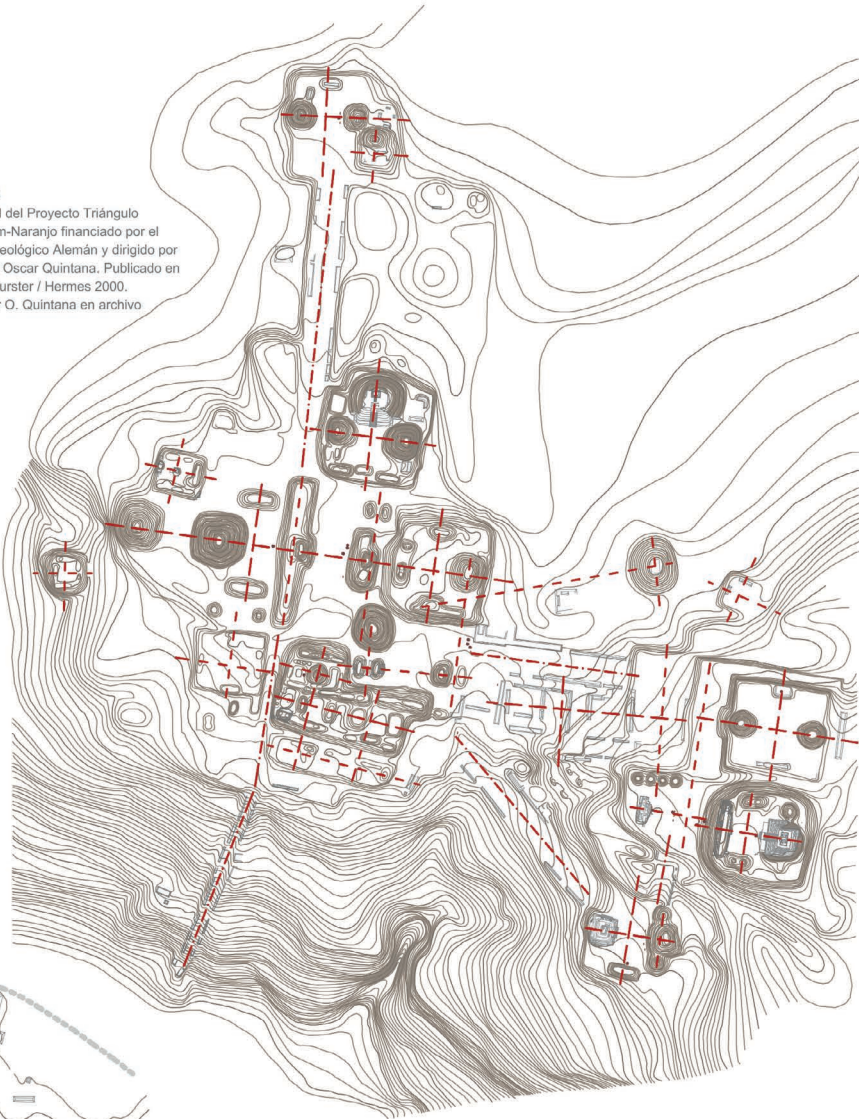 l del Proyecto Triángulo
m-Naranjo financiado por el
eológico Alemán y dirigido por
Oscar Quintana. Publicado en
urster / Hermes 2000.
O. Quintana en archivo